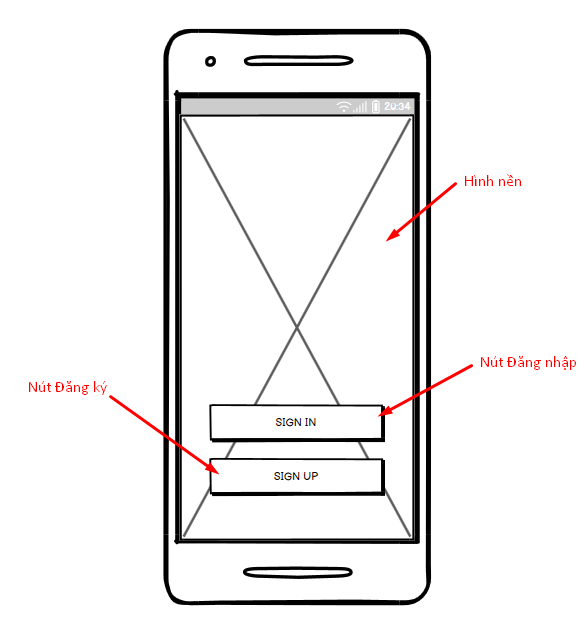 20:34
Hình nền
Nút Đăng nhập
Nút Đăng ký
SIGN IN
SIGN UP